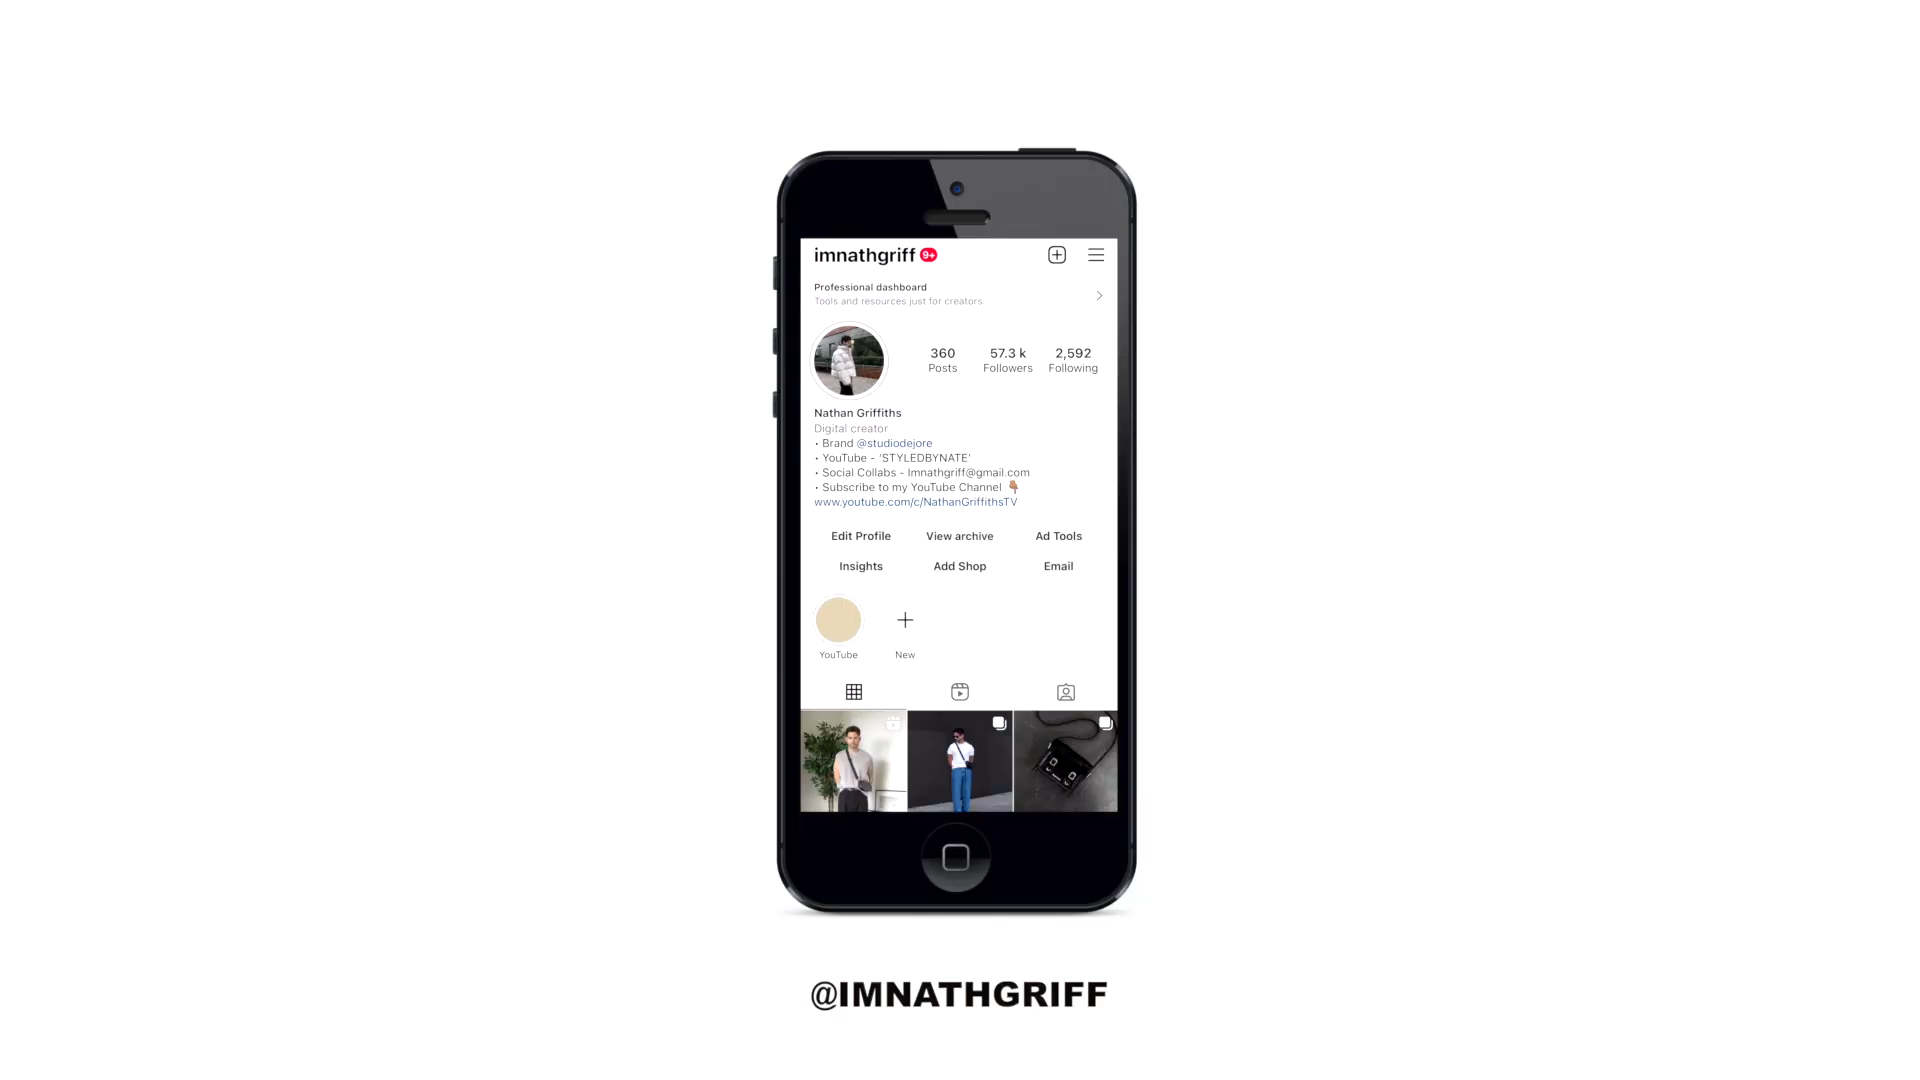 imnathgriff 9+
Professional dashboard
Tools and resources just for creators.
360 57.3 k 2,592
Posts Followers Following
Nathan Griffiths
Digital creator
• Brand @studiodejore
• YouTube - 'STYLEDBYNATE'
• Social Collabs - Imnathgriff@gmail.com
• Subscribe to my YouTube Channel 👇🏽
www.youtube.com/c/NathanGriffithsTV
Edit Profile View archive Ad Tools
Insights Add Shop Email
YouTube New
@IMNATHGRIFF